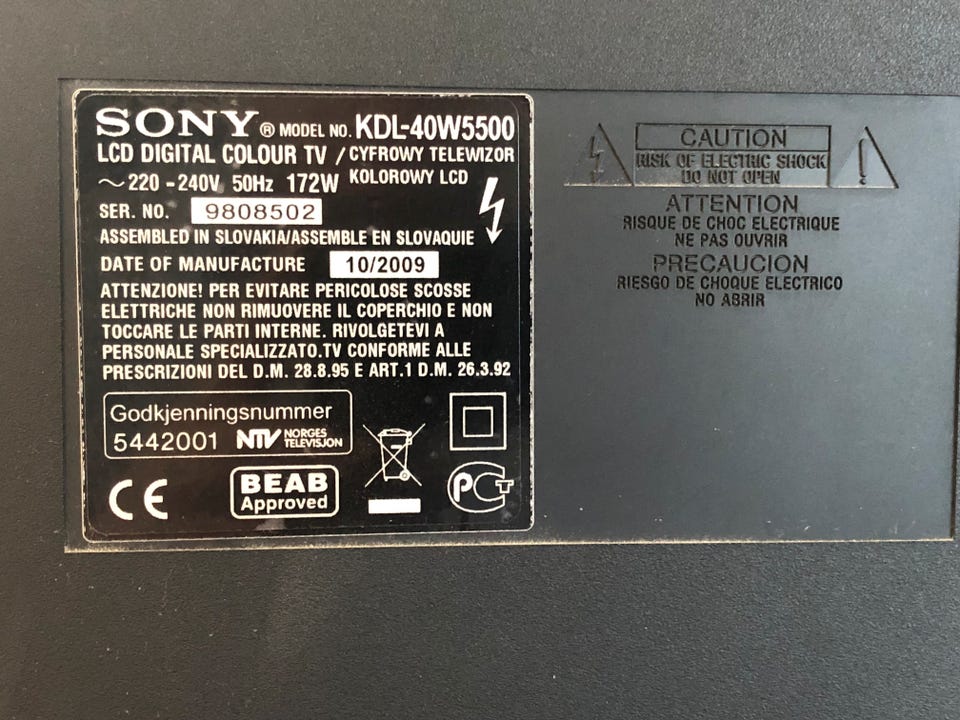 SONY® MODEL NO. KDL-40W5500
LCD DIGITAL COLOUR TV / CYFROWY TELEWIZOR
~ 220 - 240V 50Hz 172W KOLOROWY LCD
SER. NO. 9808502
ASSEMBLED IN SLOVAKIA/ASSEMBLE EN SLOVAQUIE
DATE OF MANUFACTURE 10/2009
ATTENZIONE! PER EVITARE PERICOLOSE SCOSSE
ELETTRICHE NON RIMUOVERE IL COPERCHIO E NON
TOCCARE LE PARTI INTERNE. RIVOLGETEVI A
PERSONALE SPECIALIZZATO.TV CONFORME ALLE
PRESCRIZIONI DEL D.M. 28.8.95 E ART.1 D.M. 26.3.92
Godkjenningsnummer
5442001 NTV NORGES
TELEVISJON
CE
BEAB
Approved
PCT
CAUTION
RISK OF ELECTRIC SHOCK
DO NOT OPEN
ATTENTION
RISQUE DE CHOC ELECTRIQUE
NE PAS OUVRIR
PRECAUCION
RIESGO DE CHOQUE ELECTRICO
NO ABRIR